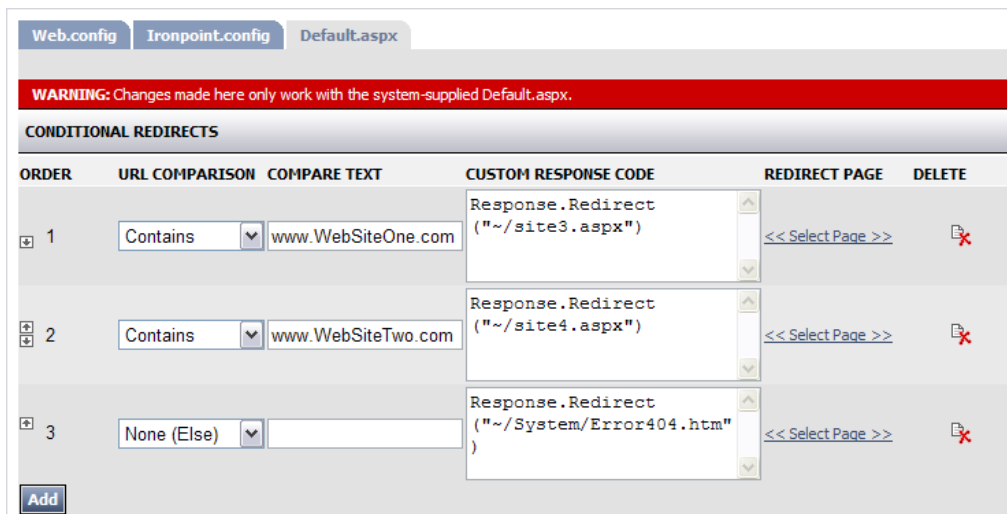 Web.config Ironpoint.config Default.aspx
WARNING: Changes made here only work with the system-supplied Default.aspx.
CONDITIONAL REDIRECTS
ORDER URL COMPARISON COMPARE TEXT CUSTOM RESPONSE CODE REDIRECT PAGE DELETE
1 Contains www.WebSiteOne.com Response.Redirect
("~/site3.aspx") << Select Page >>
2 Contains www.WebSiteTwo.com Response.Redirect
("~/site4.aspx") << Select Page >>
3 None (Else) Response.Redirect
("~/System/Error404.htm" << Select Page >>
)
Add